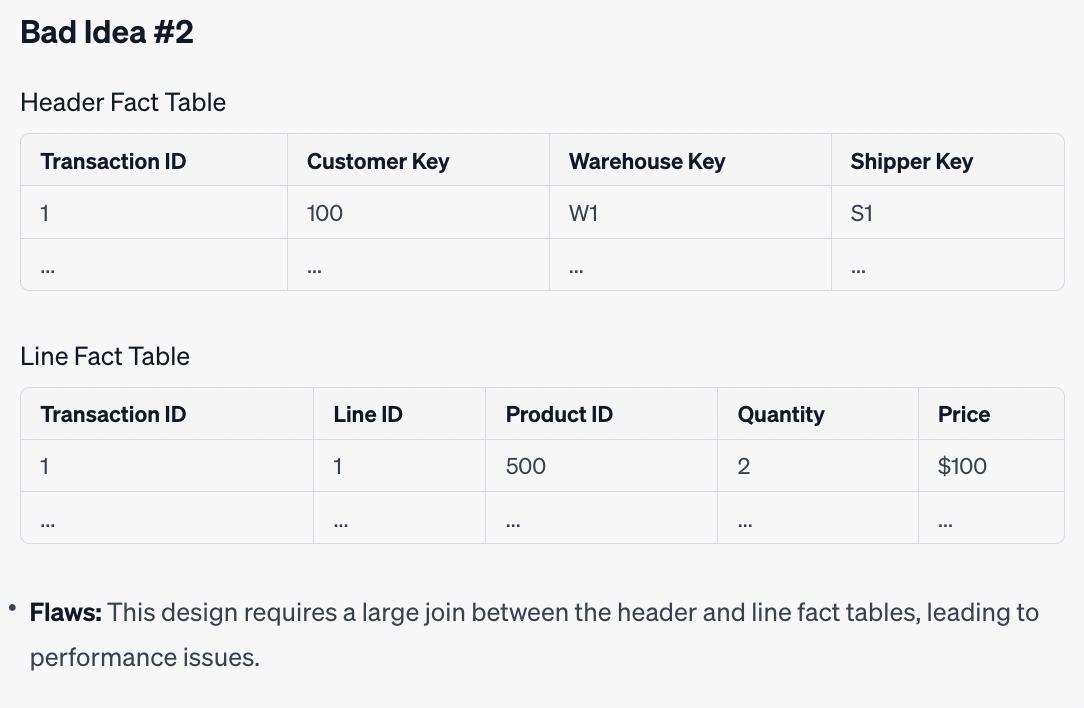 Bad Idea #2
Header Fact Table
Transaction ID Customer Key Warehouse Key Shipper Key
1 100 W1 S1
... ... ... ...
Line Fact Table
Transaction ID Line ID Product ID Quantity Price
1 1 500 2 $100
... ... ... ... ...
• Flaws: This design requires a large join between the header and line fact tables, leading to
performance issues.